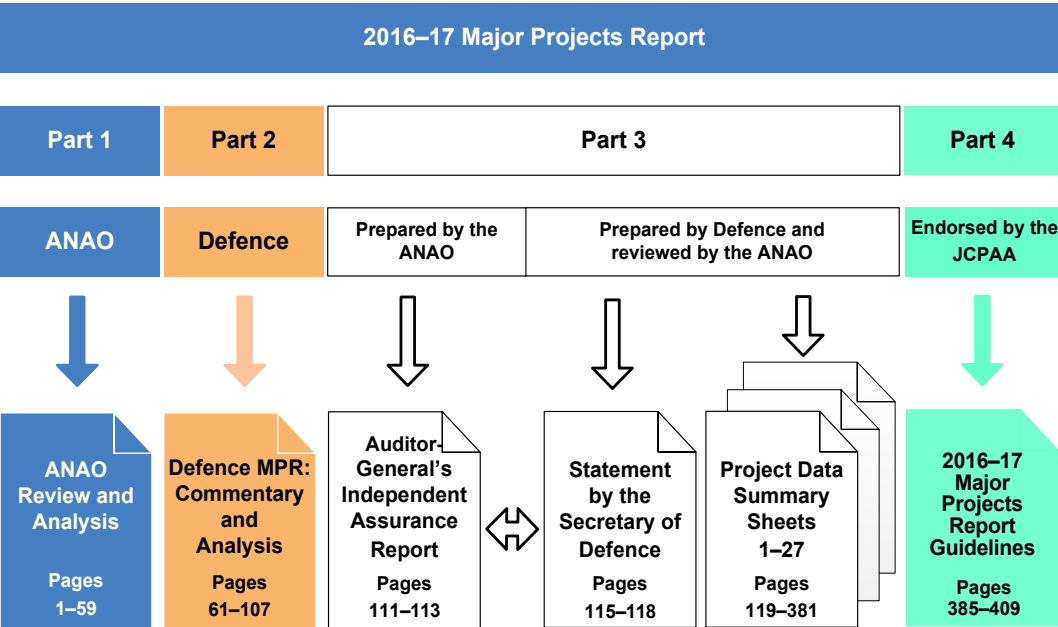 2016–17 Major Projects Report
Part 1
Part 2
Part 3
Part 4
ANAO
Defence
Prepared by the
ANAO
Prepared by Defence and
reviewed by the ANAO
Endorsed by the
JCPAA
ANAO
Review and
Analysis
Pages
1–59
Defence MPR:
Commentary
and
Analysis
Pages
61–107
Auditor-
General's
Independent
Assurance
Report
Pages
111–113
Statement
by the
Secretary of
Defence
Pages
115–118
Project Data
Summary
Sheets
1–27
Pages
119–381
2016–17
Major
Projects
Report
Guidelines
Pages
385–409